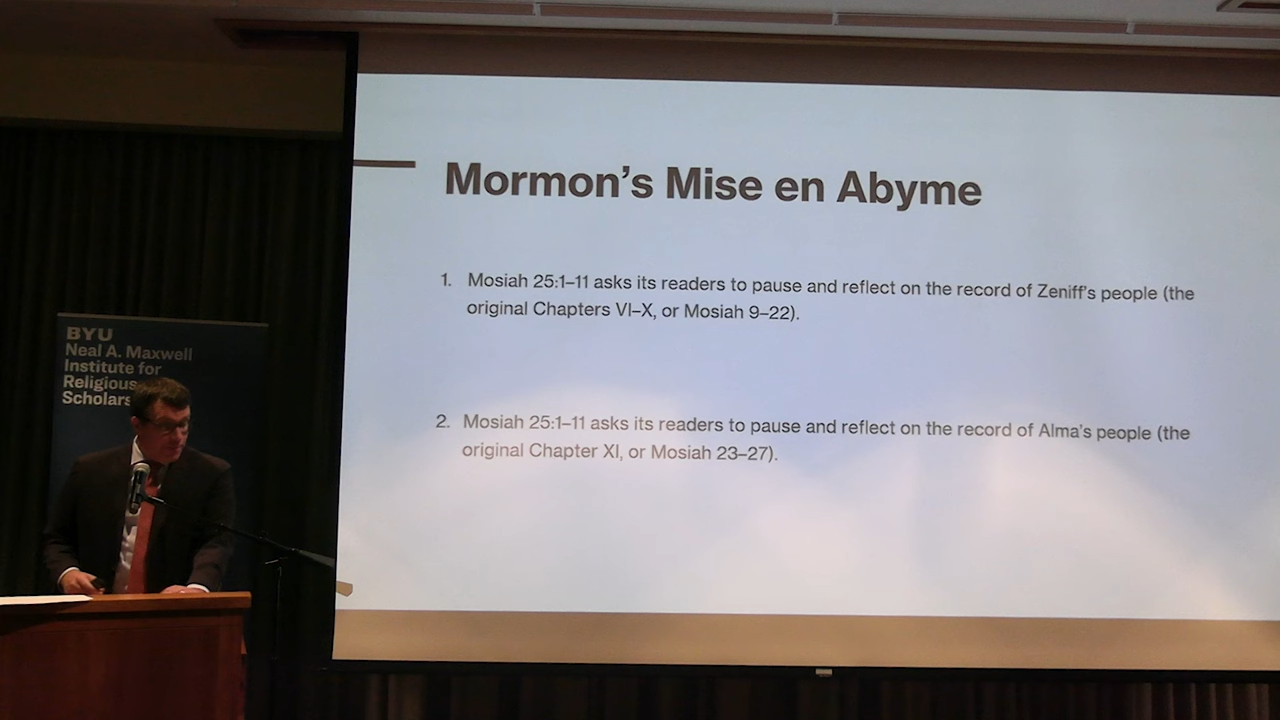 BYU
Neal A. Maxwell
Institute for
Religious
Scholars
Mormon’s Mise en Abyme
1. Mosiah 25:1–11 asks its readers to pause and reflect on the record of Zeniff’s people (the
original Chapters VI–X, or Mosiah 9–22).
2. Mosiah 25:1–11 asks its readers to pause and reflect on the record of Alma’s people (the
original Chapter XI, or Mosiah 23–27).